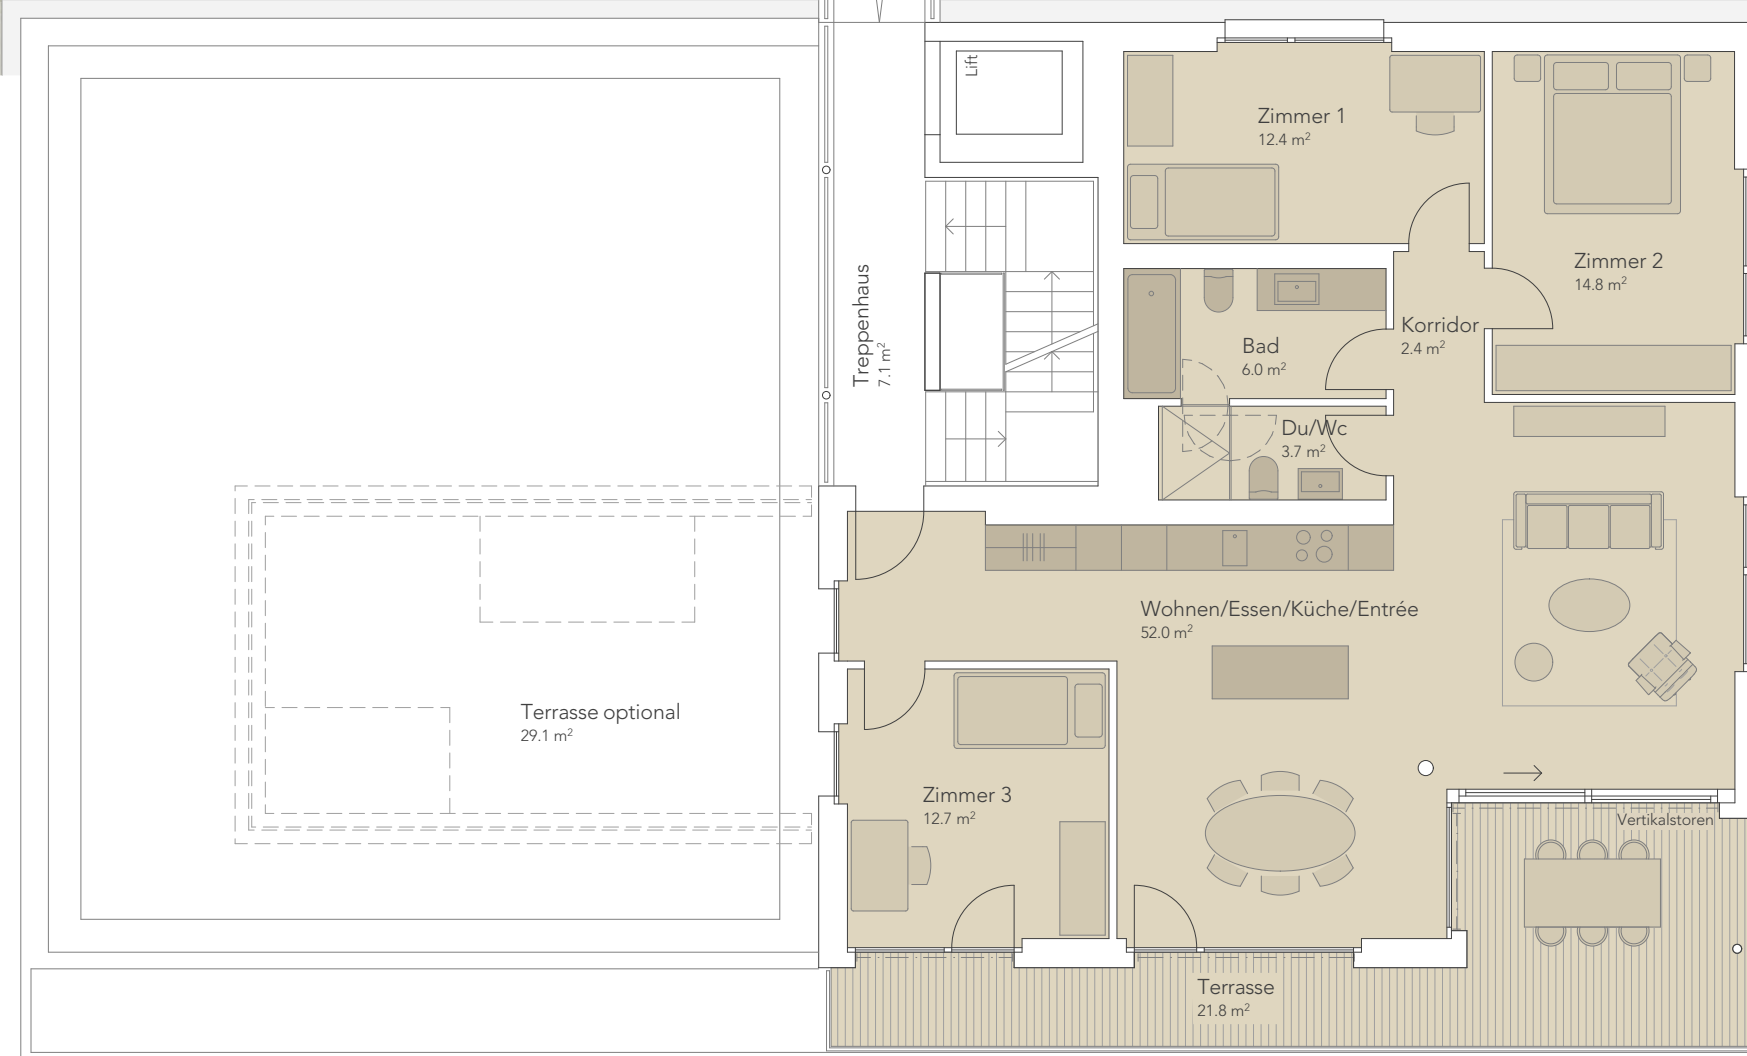 Lift
Zimmer 1
12.4 m²
Zimmer 2
14.8 m²
Treppenhaus
7.1 m²
Korridor
2.4 m²
Bad
6.0 m²
Du/Wc
3.7 m²
Wohnen/Essen/Küche/Entrée
52.0 m²
Terrasse optional
29.1 m²
Zimmer 3
12.7 m²
Vertikalstoren
Terrasse
21.8 m²